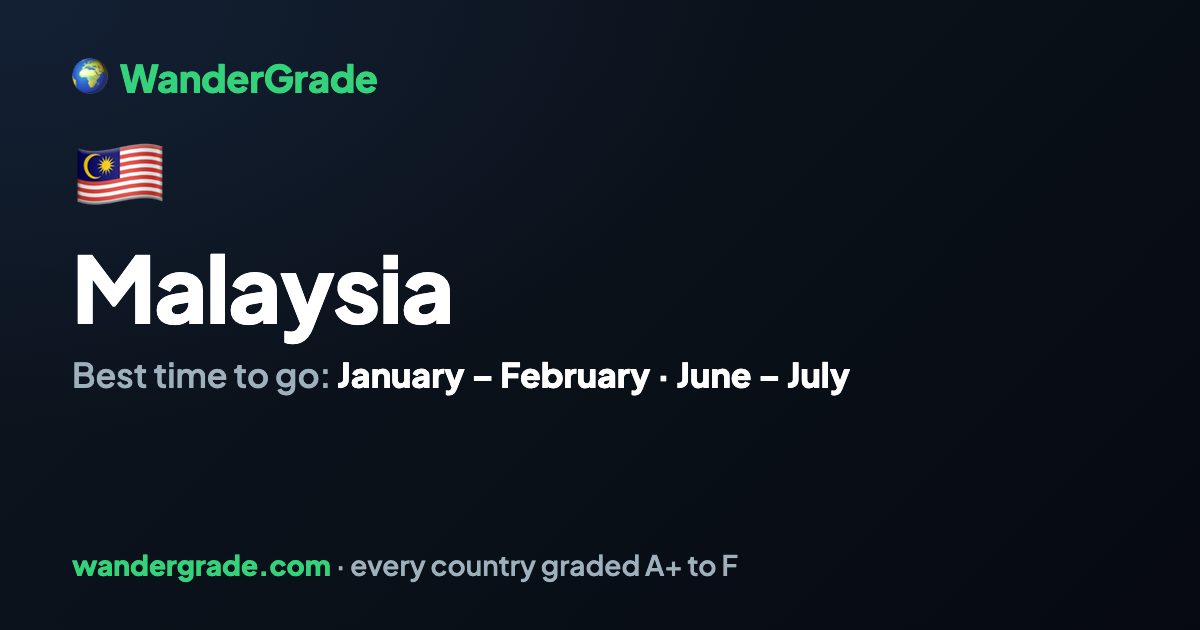 WanderGrade
Malaysia
Best time to go: January – February · June – July
wandergrade.com · every country graded A+ to F